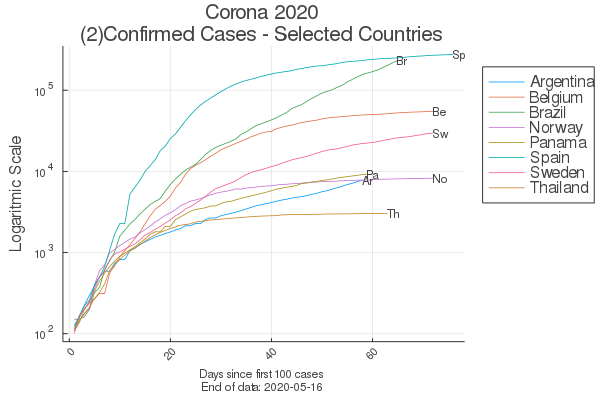 Corona 2020
(2)Confirmed Cases - Selected Countries
Logaritmic Scale
10^5
10^4
10^3
10^2
0
20
40
60
Sp
Br
Be
Sw
Pa
Ar
No
Th
Argentina
Belgium
Brazil
Norway
Panama
Spain
Sweden
Thailand
Days since first 100 cases
End of data: 2020-05-16